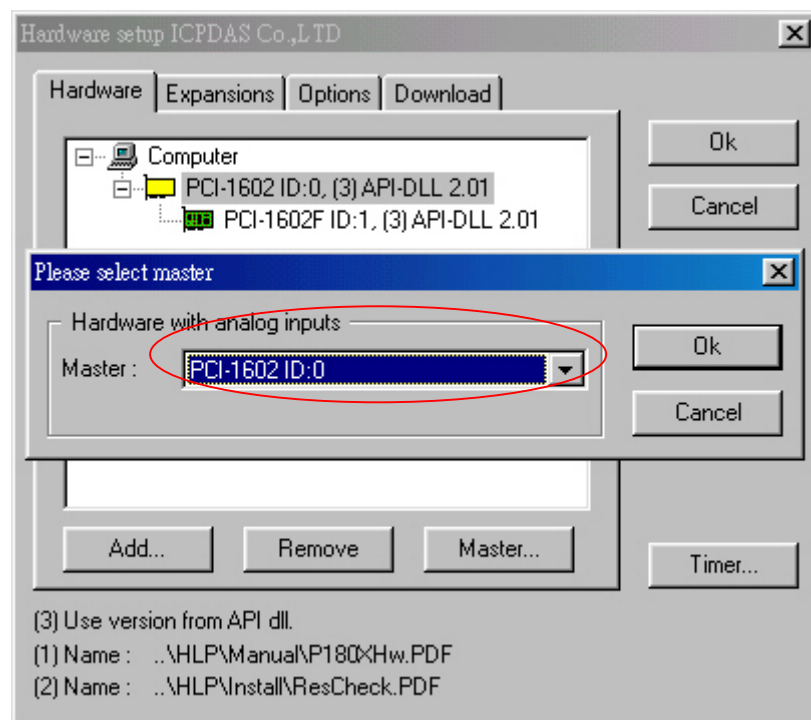 Hardware setup ICPDAS Co.,LTD
Hardware Expansions Options Download
Computer
PCI-1602 ID:0, (3) API-DLL 2.01
PCI-1602F ID:1, (3) API-DLL 2.01
Ok
Cancel
Please select master
Hardware with analog inputs
Master : PCI-1602 ID:0
Ok
Cancel
Add... Remove Master... Timer...
(3) Use version from API dll.
(1) Name : ..\HLP\Manual\P180XHw.PDF
(2) Name : ..\HLP\Install\ResCheck.PDF